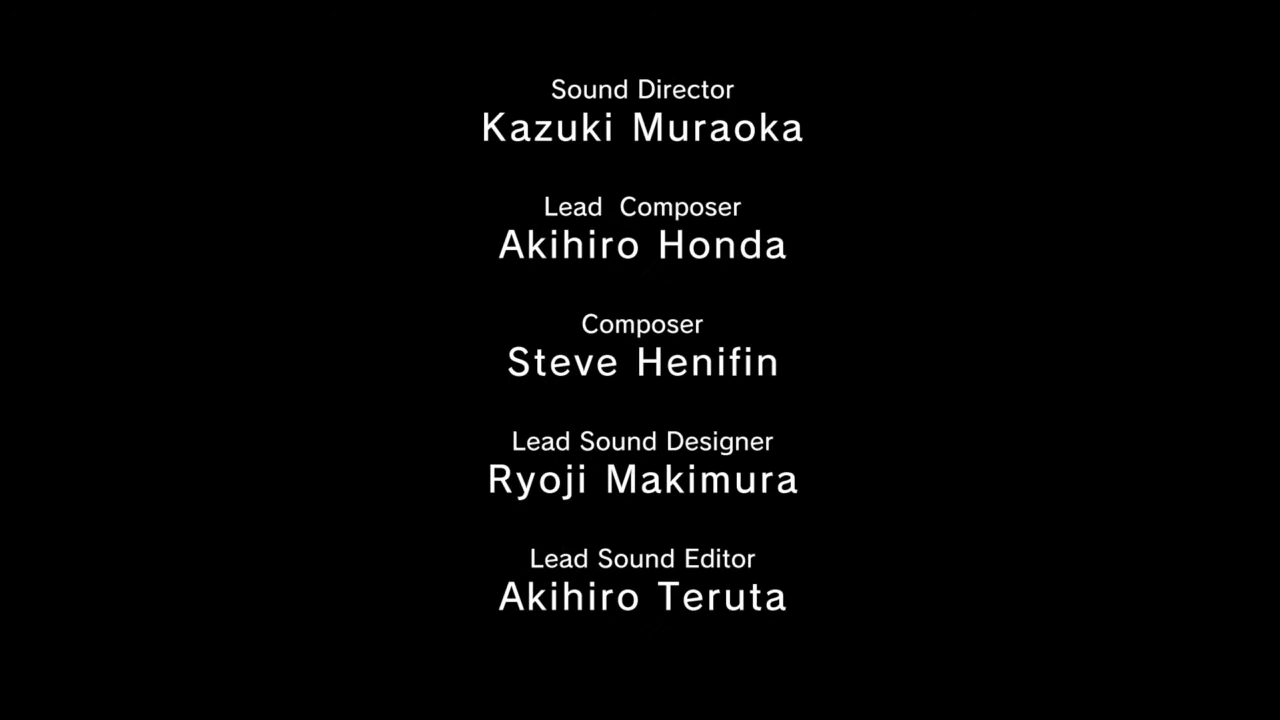 Sound Director
Kazuki Muraoka
Lead Composer
Akihiro Honda
Composer
Steve Henifin
Lead Sound Designer
Ryoji Makimura
Lead Sound Editor
Akihiro Teruta